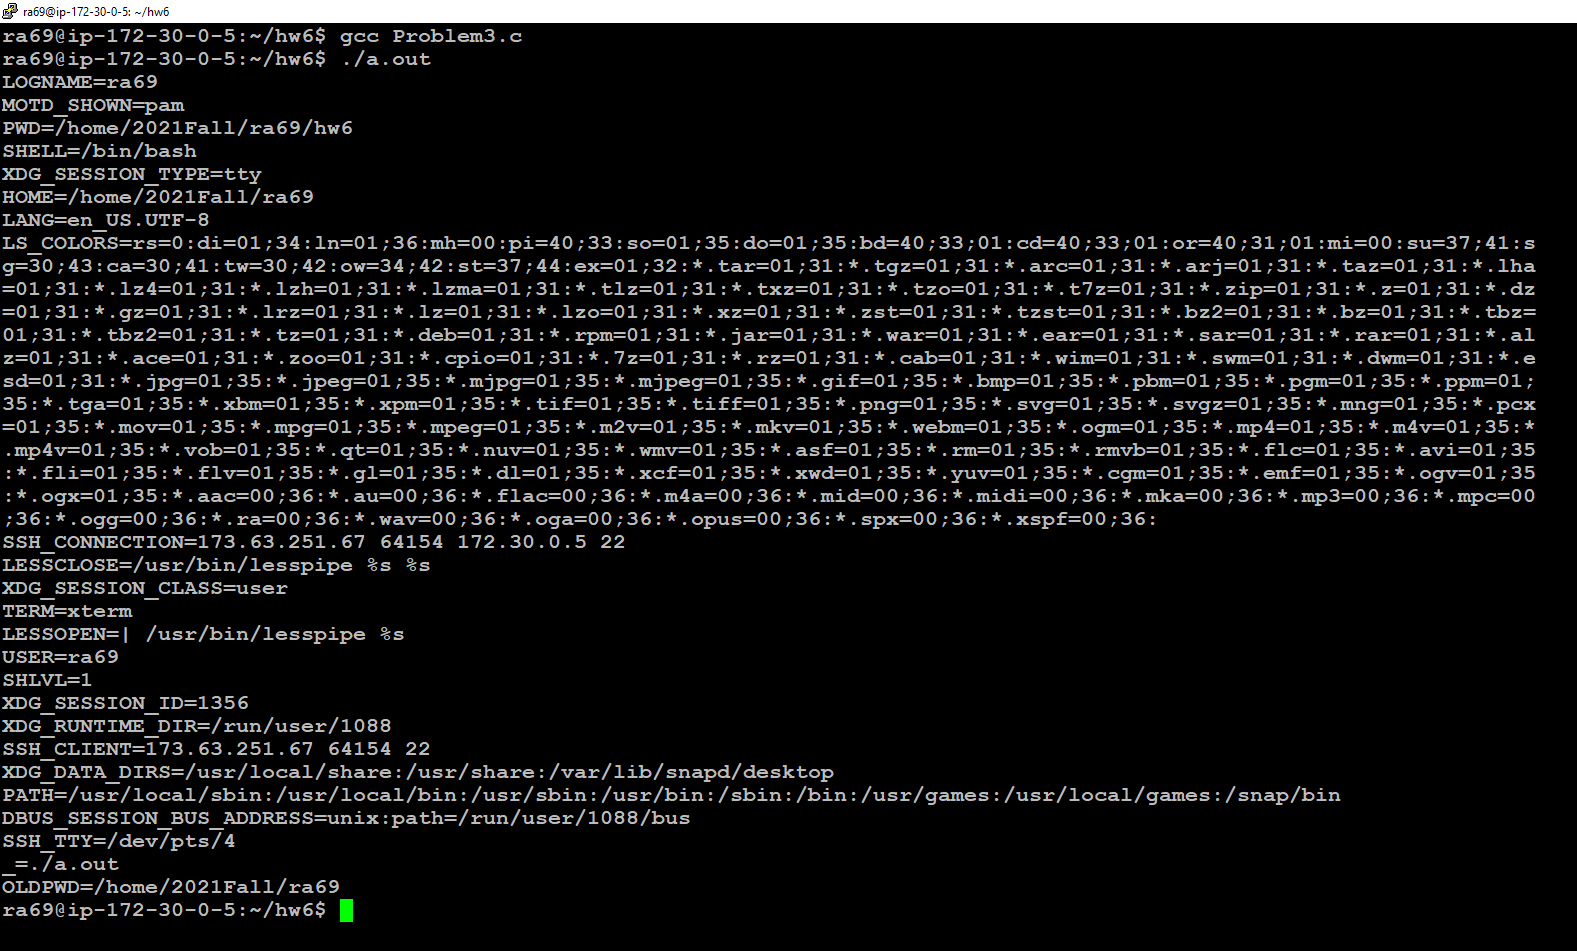 ra69@ip-172-30-0-5: ~/hw6
ra69@ip-172-30-0-5:~/hw6$ gcc Problem3.c
ra69@ip-172-30-0-5:~/hw6$ ./a.out
LOGNAME=ra69
MOTD_SHOWN=pam
PWD=/home/2021Fall/ra69/hw6
SHELL=/bin/bash
XDG_SESSION_TYPE=tty
HOME=/home/2021Fall/ra69
LANG=en_US.UTF-8
LS_COLORS=rs=0:di=01;34:ln=01;36:mh=00:pi=40;33:so=01;35:do=01;35:bd=40;33;01:cd=40;33;01:or=40;31;01:mi=00:su=37;41:s
g=30;43:ca=30;41:tw=30;42:ow=34;42:st=37;44:ex=01;32:*.tar=01;31:*.tgz=01;31:*.arc=01;31:*.arj=01;31:*.taz=01;31:*.lha
=01;31:*.lz4=01;31:*.lzh=01;31:*.lzma=01;31:*.tlz=01;31:*.txz=01;31:*.tzo=01;31:*.t7z=01;31:*.zip=01;31:*.z=01;31:*.dz
=01;31:*.gz=01;31:*.lrz=01;31:*.lz=01;31:*.lzo=01;31:*.xz=01;31:*.zst=01;31:*.tzst=01;31:*.bz2=01;31:*.bz=01;31:*.tbz=
01;31:*.tbz2=01;31:*.tz=01;31:*.deb=01;31:*.rpm=01;31:*.jar=01;31:*.war=01;31:*.ear=01;31:*.sar=01;31:*.rar=01;31:*.al
z=01;31:*.ace=01;31:*.zoo=01;31:*.cpio=01;31:*.7z=01;31:*.rz=01;31:*.cab=01;31:*.wim=01;31:*.swm=01;31:*.dwm=01;31:*.e
sd=01;31:*.jpg=01;35:*.jpeg=01;35:*.mjpg=01;35:*.mjpeg=01;35:*.gif=01;35:*.bmp=01;35:*.pbm=01;35:*.pgm=01;35:*.ppm=01;
35:*.tga=01;35:*.xbm=01;35:*.xpm=01;35:*.tif=01;35:*.tiff=01;35:*.png=01;35:*.svg=01;35:*.svgz=01;35:*.mng=01;35:*.pcx
=01;35:*.mov=01;35:*.mpg=01;35:*.mpeg=01;35:*.m2v=01;35:*.mkv=01;35:*.webm=01;35:*.ogm=01;35:*.mp4=01;35:*.m4v=01;35:*
.mp4v=01;35:*.vob=01;35:*.qt=01;35:*.nuv=01;35:*.wmv=01;35:*.asf=01;35:*.rm=01;35:*.rmvb=01;35:*.flc=01;35:*.avi=01;35
:*.fli=01;35:*.flv=01;35:*.gl=01;35:*.dl=01;35:*.xcf=01;35:*.xwd=01;35:*.yuv=01;35:*.cgm=01;35:*.emf=01;35:*.ogv=01;35
:*.ogx=01;35:*.aac=00;36:*.au=00;36:*.flac=00;36:*.m4a=00;36:*.mid=00;36:*.midi=00;36:*.mka=00;36:*.mp3=00;36:*.mpc=00
;36:*.ogg=00;36:*.ra=00;36:*.wav=00;36:*.oga=00;36:*.opus=00;36:*.spx=00;36:*.xspf=00;36:
SSH_CONNECTION=173.63.251.67 64154 172.30.0.5 22
LESSCLOSE=/usr/bin/lesspipe %s %s
XDG_SESSION_CLASS=user
TERM=xterm
LESSOPEN=| /usr/bin/lesspipe %s
USER=ra69
SHLVL=1
XDG_SESSION_ID=1356
XDG_RUNTIME_DIR=/run/user/1088
SSH_CLIENT=173.63.251.67 64154 22
XDG_DATA_DIRS=/usr/local/share:/usr/share:/var/lib/snapd/desktop
PATH=/usr/local/sbin:/usr/local/bin:/usr/sbin:/usr/bin:/sbin:/bin:/usr/games:/usr/local/games:/snap/bin
DBUS_SESSION_BUS_ADDRESS=unix:path=/run/user/1088/bus
SSH_TTY=/dev/pts/4
_=./a.out
OLDPWD=/home/2021Fall/ra69
ra69@ip-172-30-0-5:~/hw6$